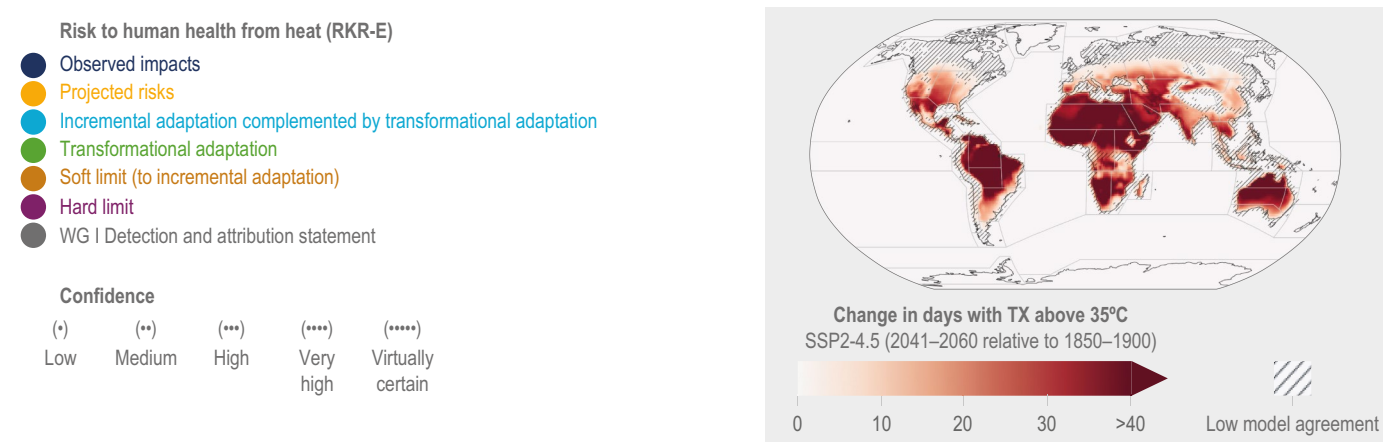 Risk to human health from heat (RKR-E)
Observed impacts
Projected risks
Incremental adaptation complemented by transformational adaptation
Transformational adaptation
Soft limit (to incremental adaptation)
Hard limit
WG I Detection and attribution statement
Confidence
(•) (••) (•••) (••••) (•••••)
Low Medium High Very high Virtually certain
Change in days with TX above 35ºC
SSP2-4.5 (2041–2060 relative to 1850–1900)
0 10 20 30 >40 Low model agreement